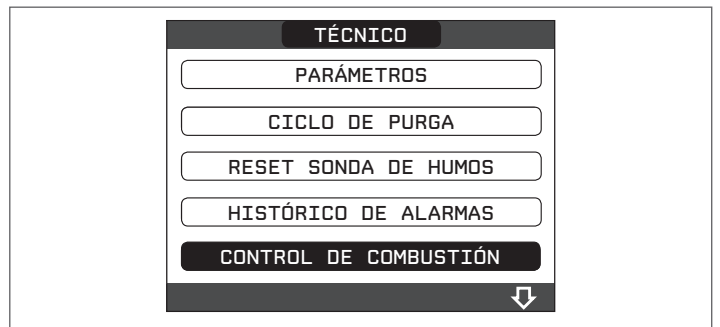 TÉCNICO
PARÁMETROS
CICLO DE PURGA
RESET SONDA DE HUMOS
HISTÓRICO DE ALARMAS
CONTROL DE COMBUSTIÓN